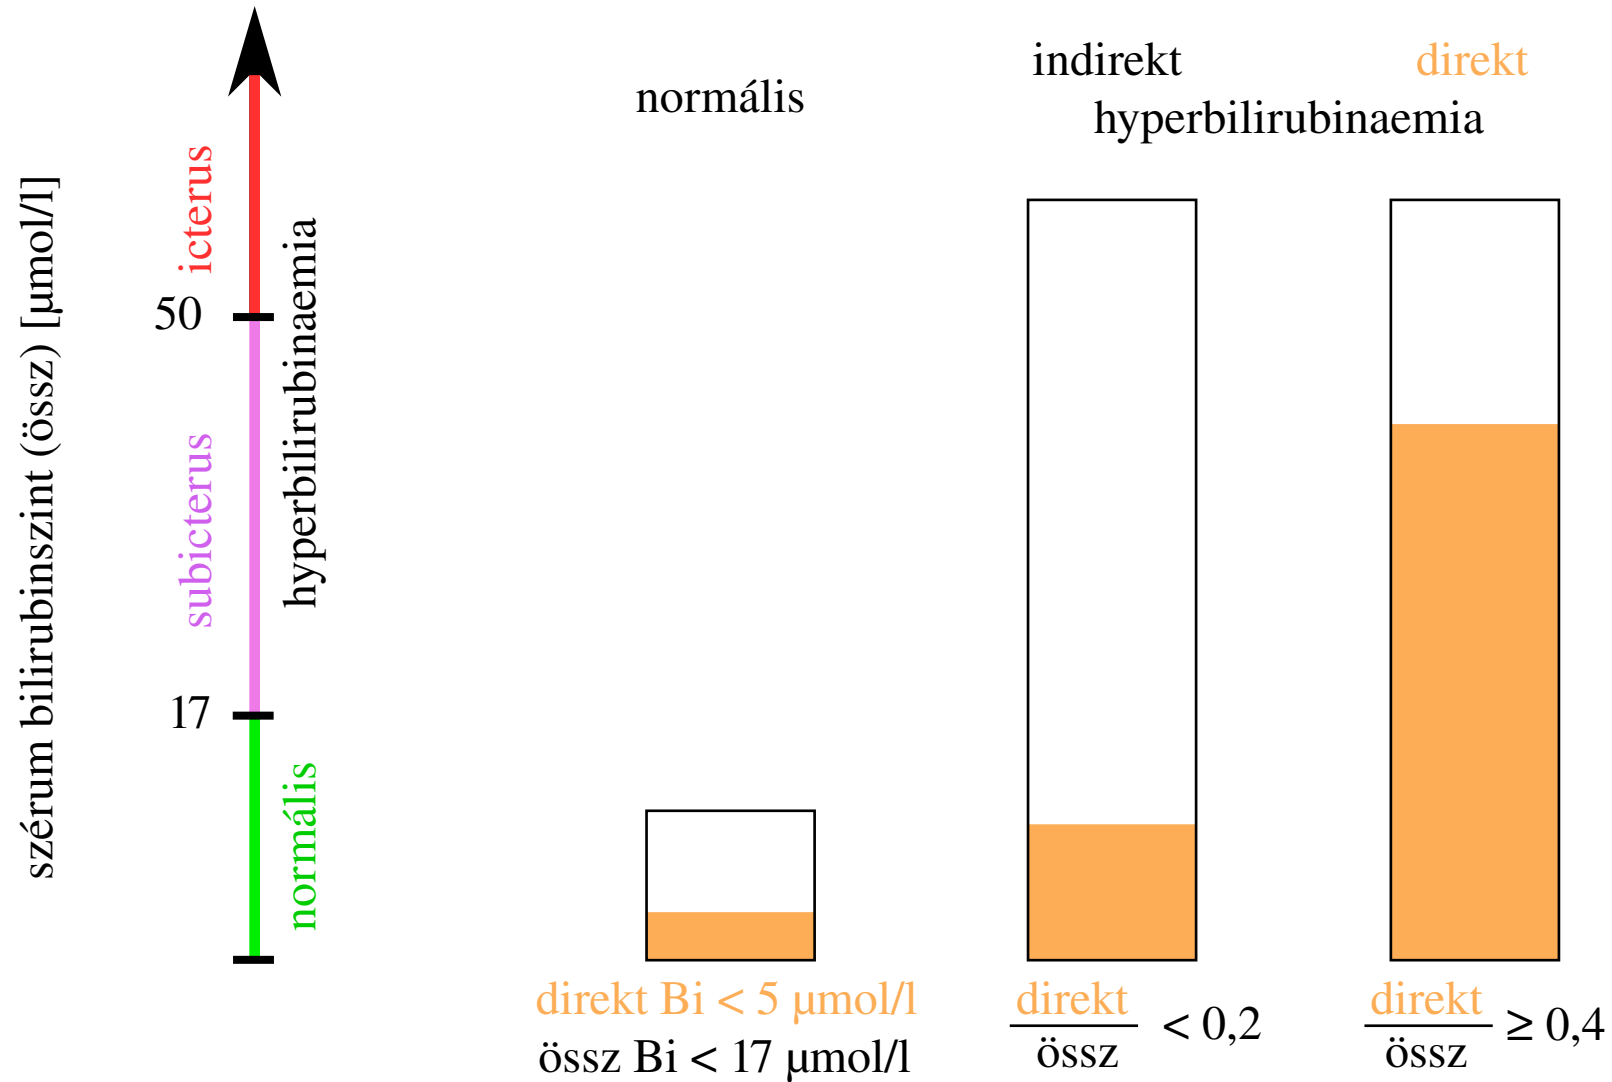 szérum bilirubinszint (össz) [µmol/l]
icterus
50
subicterus
hyperbilirubinaemia
17
normális
normális
indirekt
direkt
hyperbilirubinaemia
direkt Bi < 5 µmol/l
össz Bi < 17 µmol/l
direkt
össz
< 0,2
direkt
össz
≥ 0,4